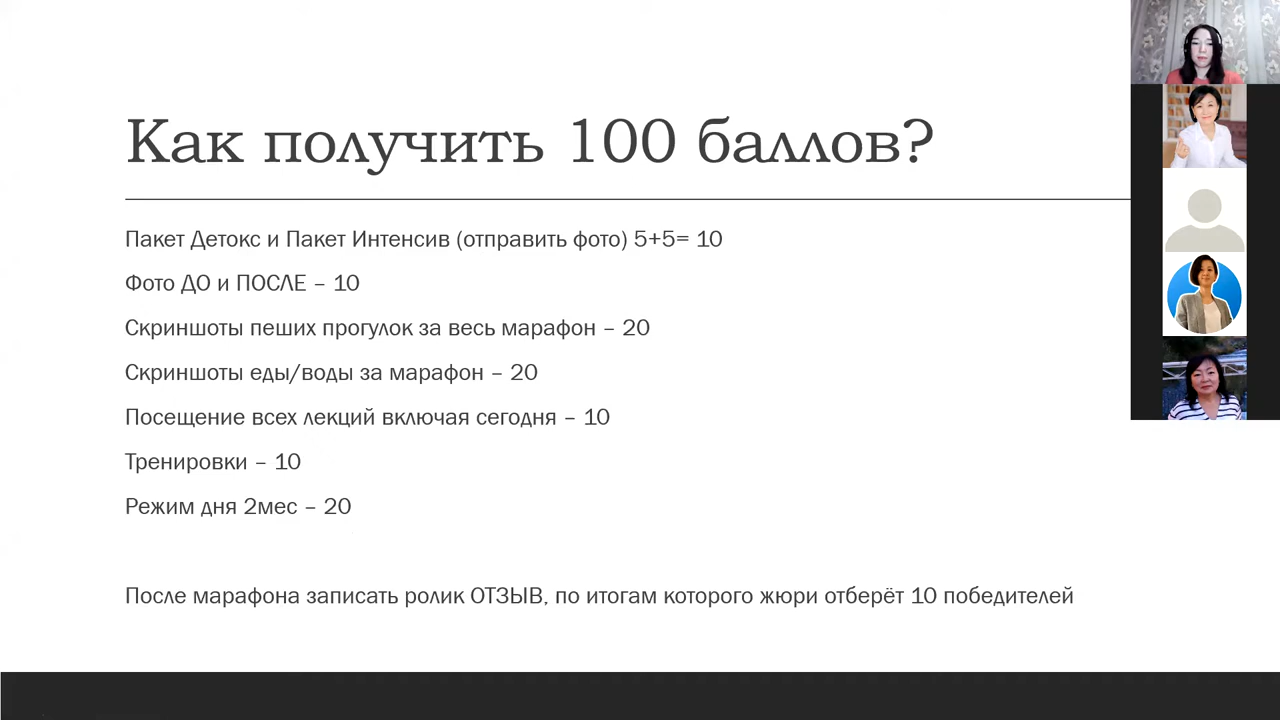 Как получить 100 баллов?
Пакет Детокс и Пакет Интенсив (отправить фото) 5+5= 10
Фото ДО и ПОСЛЕ – 10
Скриншоты пеших прогулок за весь марафон – 20
Скриншоты еды/воды за марафон – 20
Посещение всех лекций включая сегодня – 10
Тренировки – 10
Режим дня 2мес – 20
После марафона записать ролик ОТЗЫВ, по итогам которого жюри отберёт 10 победителей